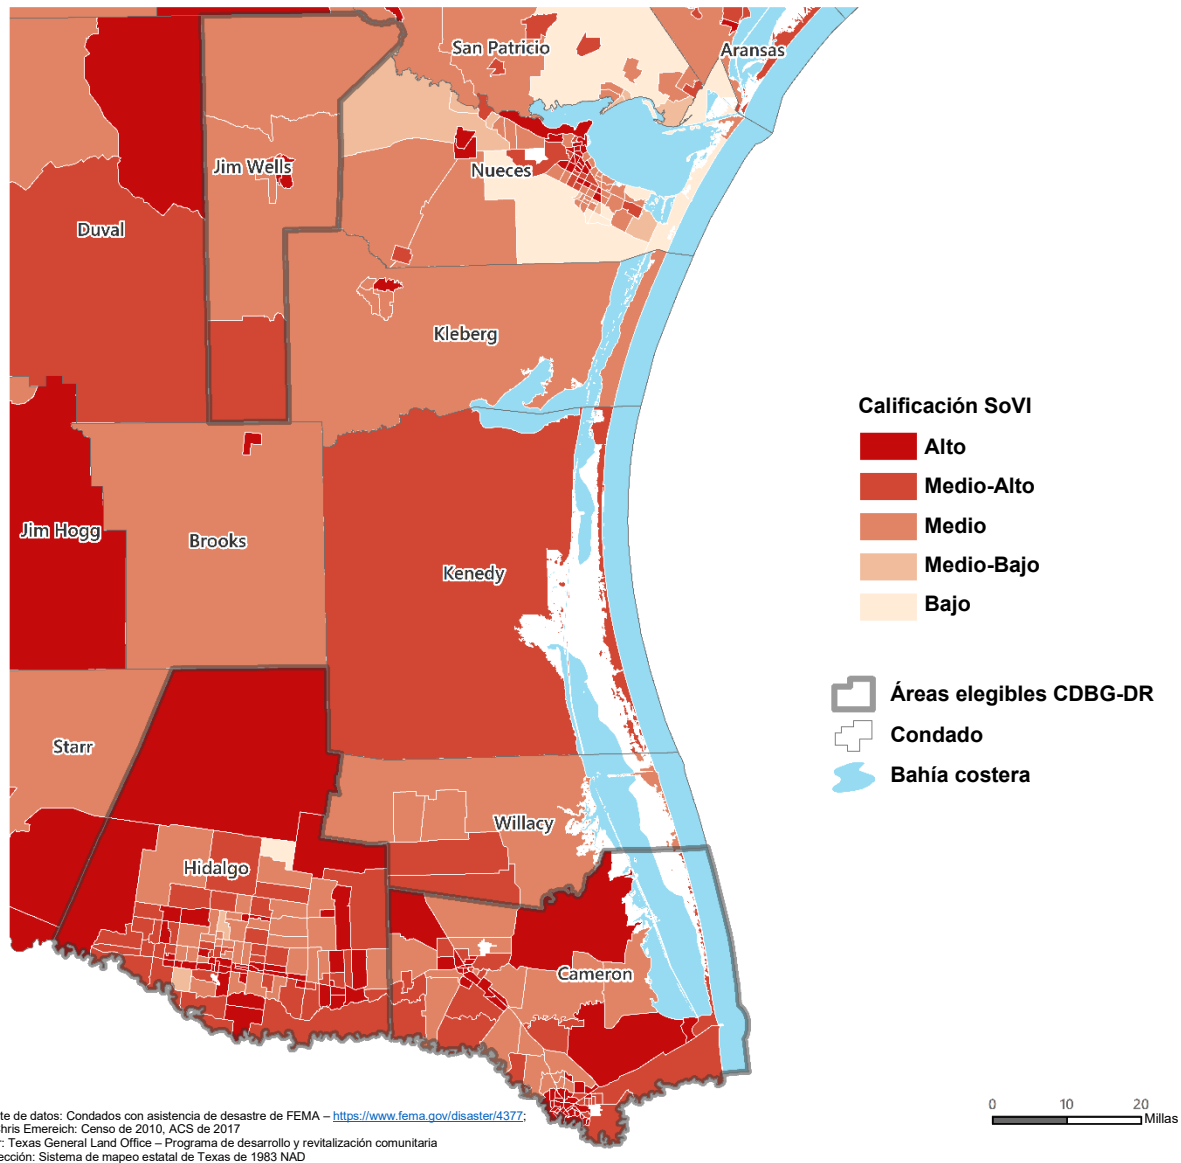 San Patricio
Aransas
Jim Wells
Nueces
Duval
Kleberg
Jim Hogg
Brooks
Kenedy
Starr
Willacy
Hidalgo
Cameron
Calificación SoVI
Alto
Medio-Alto
Medio
Medio-Bajo
Bajo
Áreas elegibles CDBG-DR
Condado
Bahía costera
0 10 20
Millas
te de datos: Condados con asistencia de desastre de FEMA – https://www.fema.gov/disaster/4377;
hris Emereich: Censo de 2010, ACS de 2017
r: Texas General Land Office – Programa de desarrollo y revitalización comunitaria
ección: Sistema de mapeo estatal de Texas de 1983 NAD